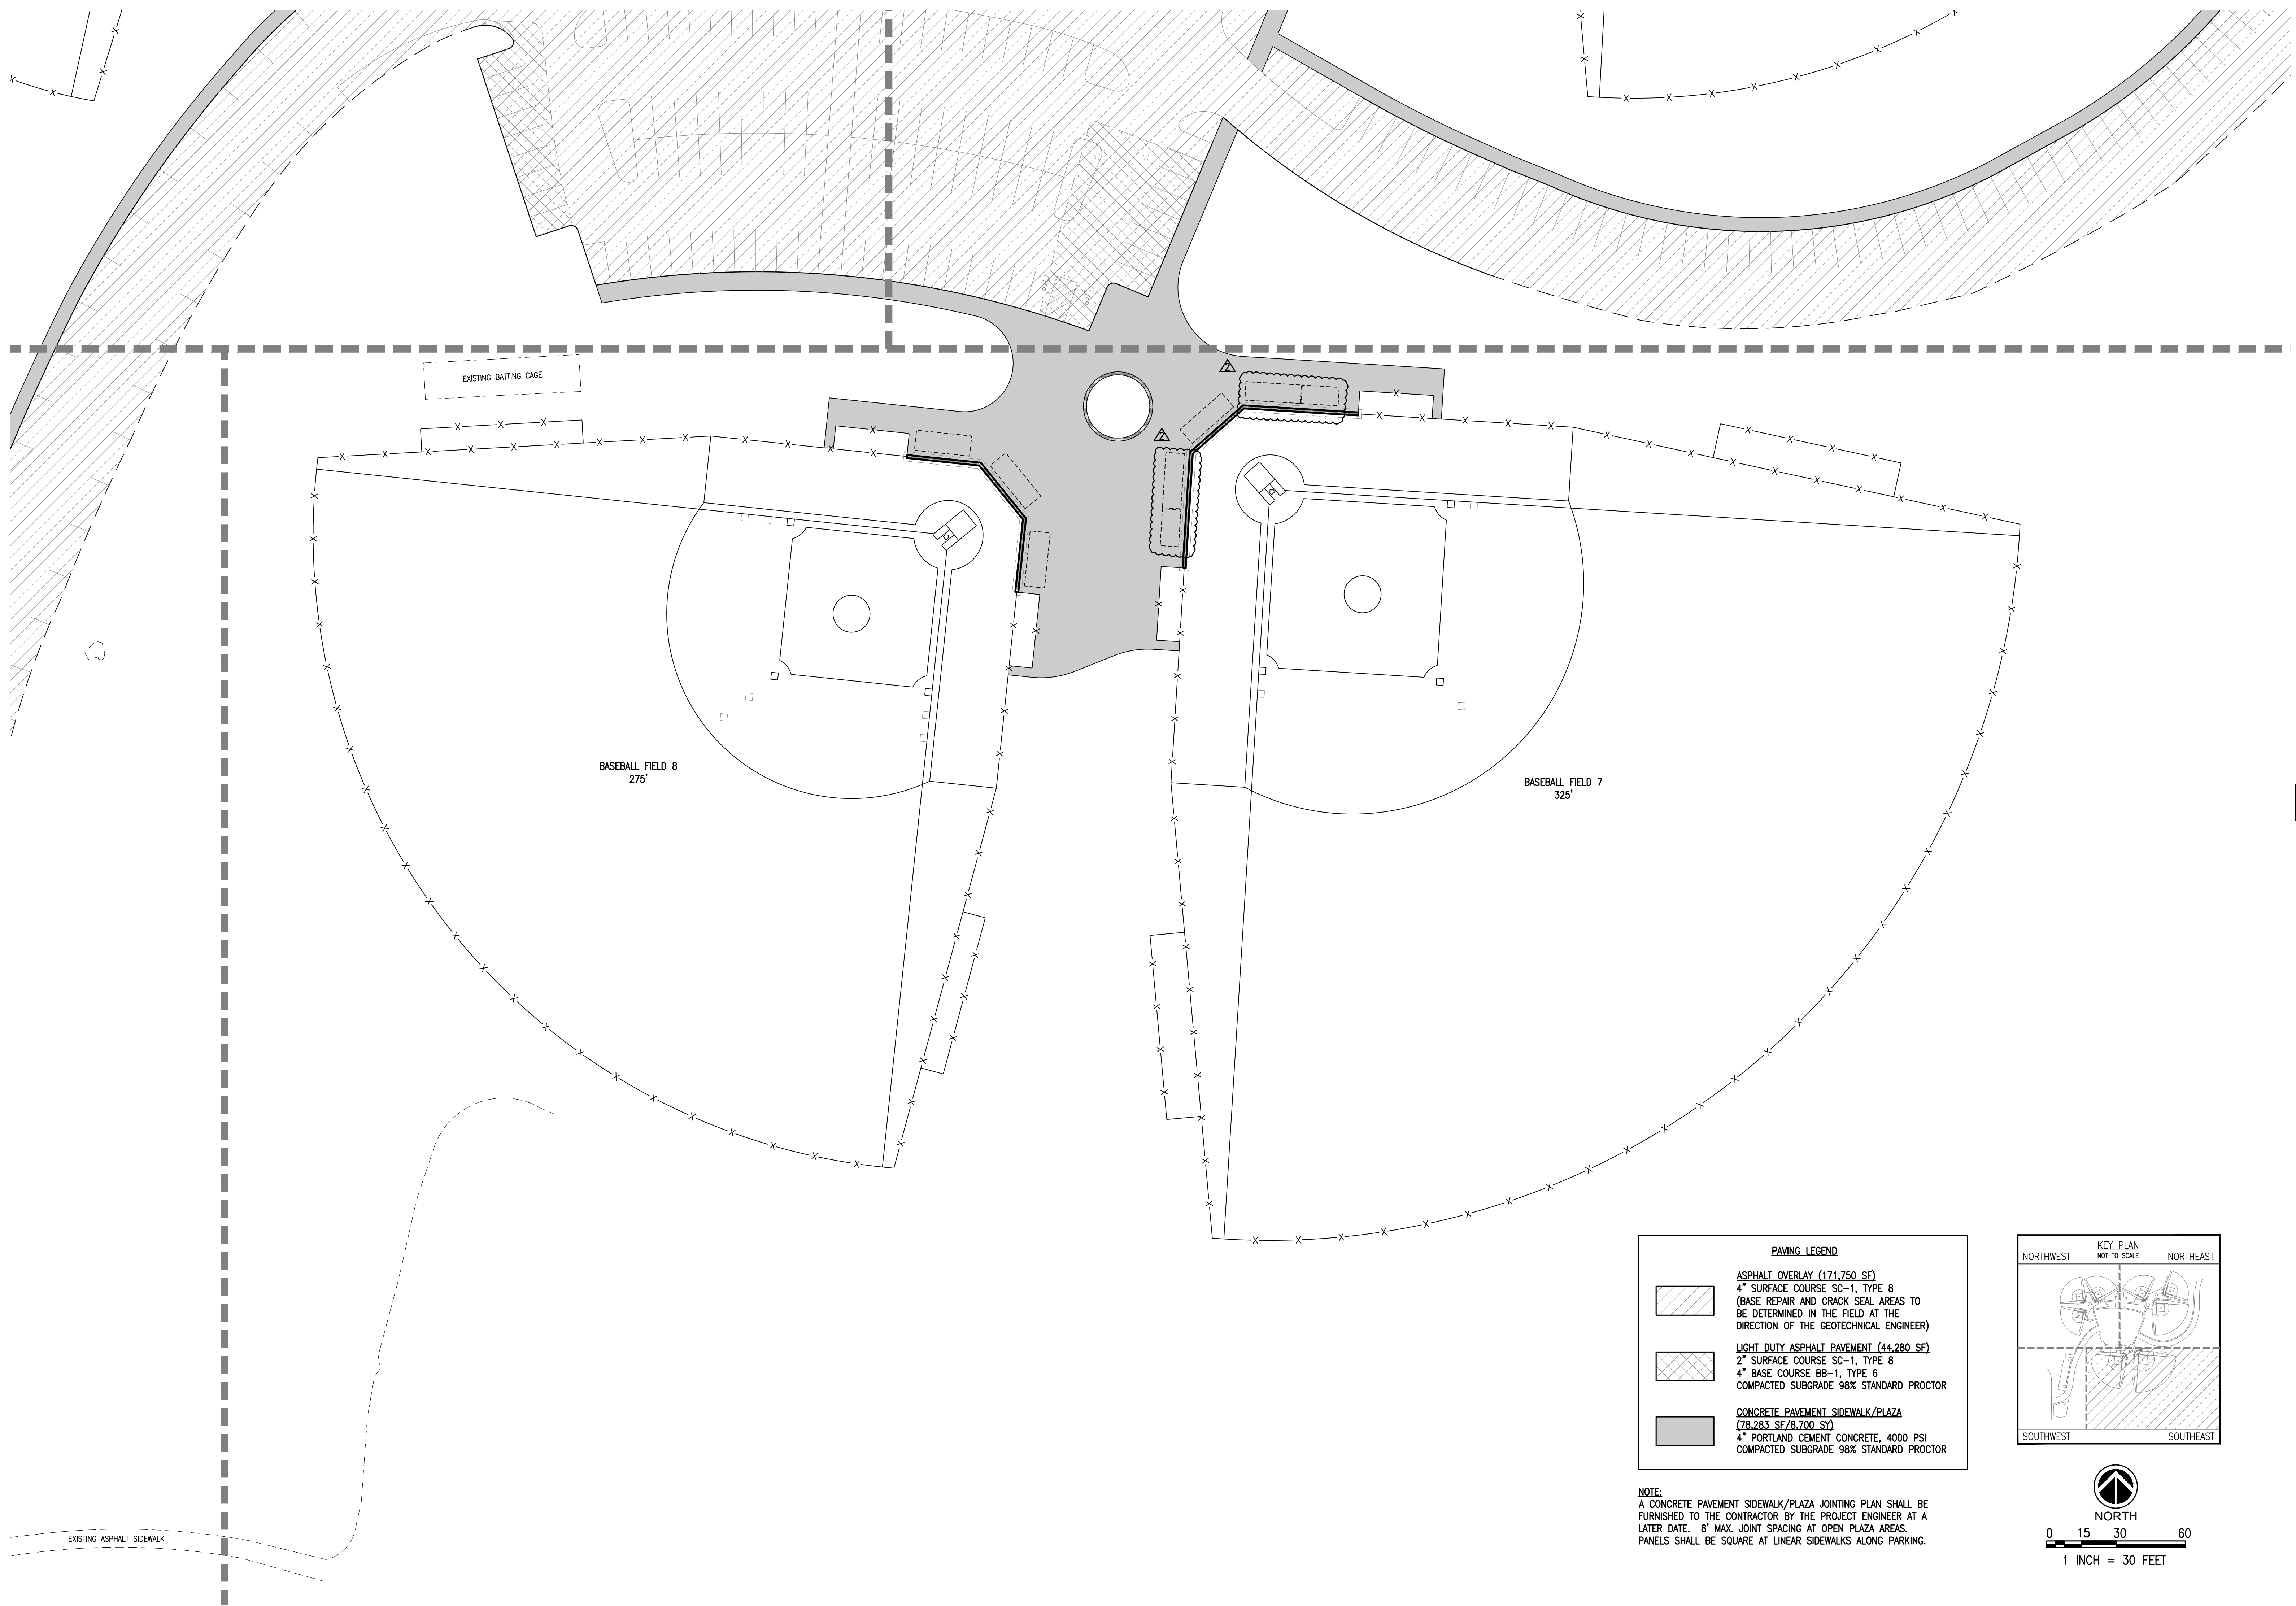 EXISTING BATTING CAGE
2
2
BASEBALL FIELD 8
275'
BASEBALL FIELD 7
325'
PAVING LEGEND
ASPHALT OVERLAY (171,750 SF)
4" SURFACE COURSE SC-1, TYPE 8
(BASE REPAIR AND CRACK SEAL AREAS TO
BE DETERMINED IN THE FIELD AT THE
DIRECTION OF THE GEOTECHNICAL ENGINEER)
LIGHT DUTY ASPHALT PAVEMENT (44,280 SF)
2" SURFACE COURSE SC-1, TYPE 8
4" BASE COURSE BB-1, TYPE 6
COMPACTED SUBGRADE 98% STANDARD PROCTOR
CONCRETE PAVEMENT SIDEWALK/PLAZA
(78,283 SF/8,700 SY)
4" PORTLAND CEMENT CONCRETE, 4000 PSI
COMPACTED SUBGRADE 98% STANDARD PROCTOR
NOTE:
A CONCRETE PAVEMENT SIDEWALK/PLAZA JOINTING PLAN SHALL BE
FURNISHED TO THE CONTRACTOR BY THE PROJECT ENGINEER AT A
LATER DATE. 8' MAX. JOINT SPACING AT OPEN PLAZA AREAS.
PANELS SHALL BE SQUARE AT LINEAR SIDEWALKS ALONG PARKING.
KEY PLAN
NOT TO SCALE
NORTHWEST
NORTHEAST
SOUTHWEST
SOUTHEAST
NORTH
0 15 30 60
1 INCH = 30 FEET
EXISTING ASPHALT SIDEWALK